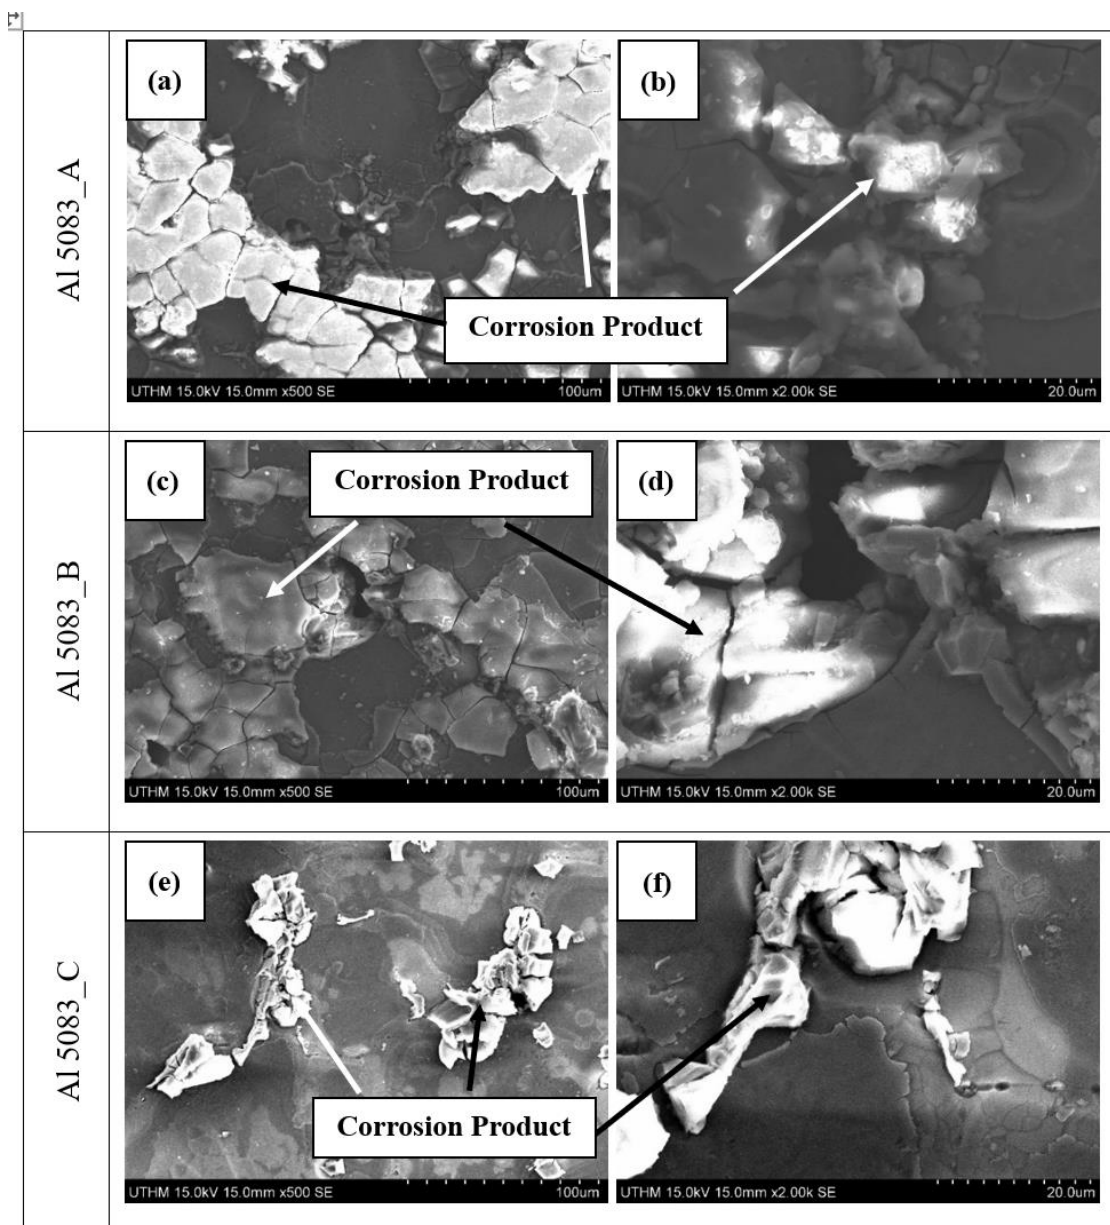 Al 5083_A
(a)
(b)
Corrosion Product
UTHM 15.0kV 15.0mm x500 SE 100um
UTHM 15.0kV 15.0mm x2.00k SE 20.0um
Al 5083_B
(c)
(d)
Corrosion Product
UTHM 15.0kV 15.0mm x500 SE 100um
UTHM 15.0kV 15.0mm x2.00k SE 20.0um
Al 5083_C
(e)
(f)
Corrosion Product
UTHM 15.0kV 15.0mm x500 SE 100um
UTHM 15.0kV 15.0mm x2.00k SE 20.0um